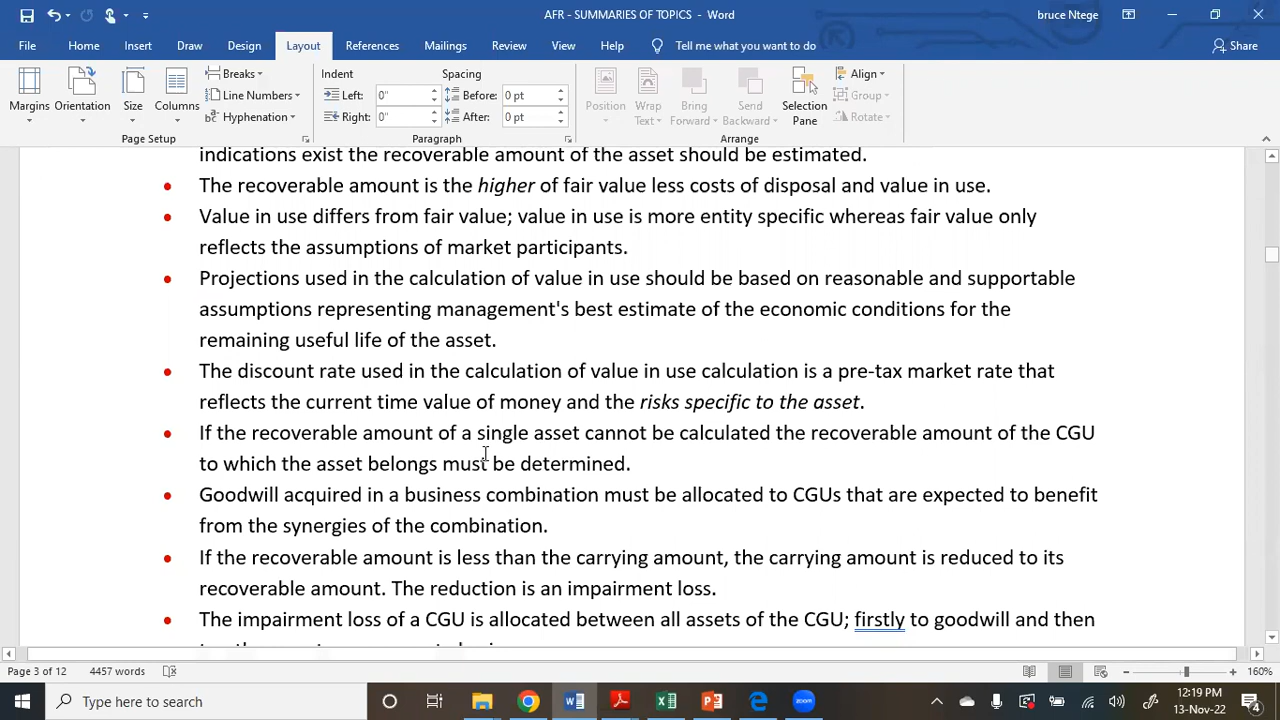 AFR - SUMMARIES OF TOPICS - Word
bruce Ntege
File Home Insert Draw Design Layout References Mailings Review View Help Tell me what you want to do Share
Margins Orientation Size Columns
Breaks
Line Numbers
Hyphenation
Page Setup
Indent Spacing
Left: 0" Before: 0 pt
Right: 0" After: 0 pt
Paragraph
Position Wrap Text Bring Forward Send Backward Selection Pane
Align
Group
Rotate
Arrange
indications exist the recoverable amount of the asset should be estimated.
• The recoverable amount is the higher of fair value less costs of disposal and value in use.
• Value in use differs from fair value; value in use is more entity specific whereas fair value only
reflects the assumptions of market participants.
• Projections used in the calculation of value in use should be based on reasonable and supportable
assumptions representing management's best estimate of the economic conditions for the
remaining useful life of the asset.
• The discount rate used in the calculation of value in use calculation is a pre-tax market rate that
reflects the current time value of money and the risks specific to the asset.
• If the recoverable amount of a single asset cannot be calculated the recoverable amount of the CGU
to which the asset belongs must be determined.
• Goodwill acquired in a business combination must be allocated to CGUs that are expected to benefit
from the synergies of the combination.
• If the recoverable amount is less than the carrying amount, the carrying amount is reduced to its
recoverable amount. The reduction is an impairment loss.
• The impairment loss of a CGU is allocated between all assets of the CGU; firstly to goodwill and then
Page 3 of 12 4457 words 160%
Type here to search
zoom
12:19 PM
13-Nov-22
4